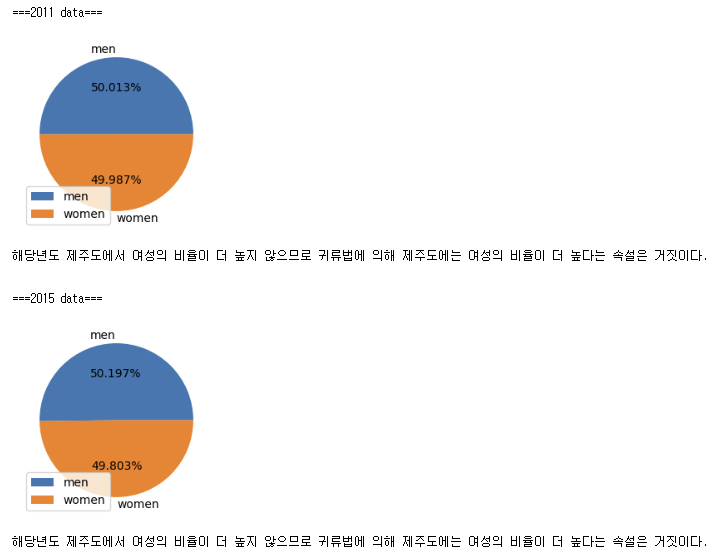 ===2011 data===
men
50.013%
49.987%
men
women
women
해당년도 제주도에서 여성의 비율이 더 높지 않으므로 귀류법에 의해 제주도에는 여성의 비율이 더 높다는 속설은 거짓이다.
===2015 data===
men
50.197%
49.803%
men
women
women
해당년도 제주도에서 여성의 비율이 더 높지 않으므로 귀류법에 의해 제주도에는 여성의 비율이 더 높다는 속설은 거짓이다.